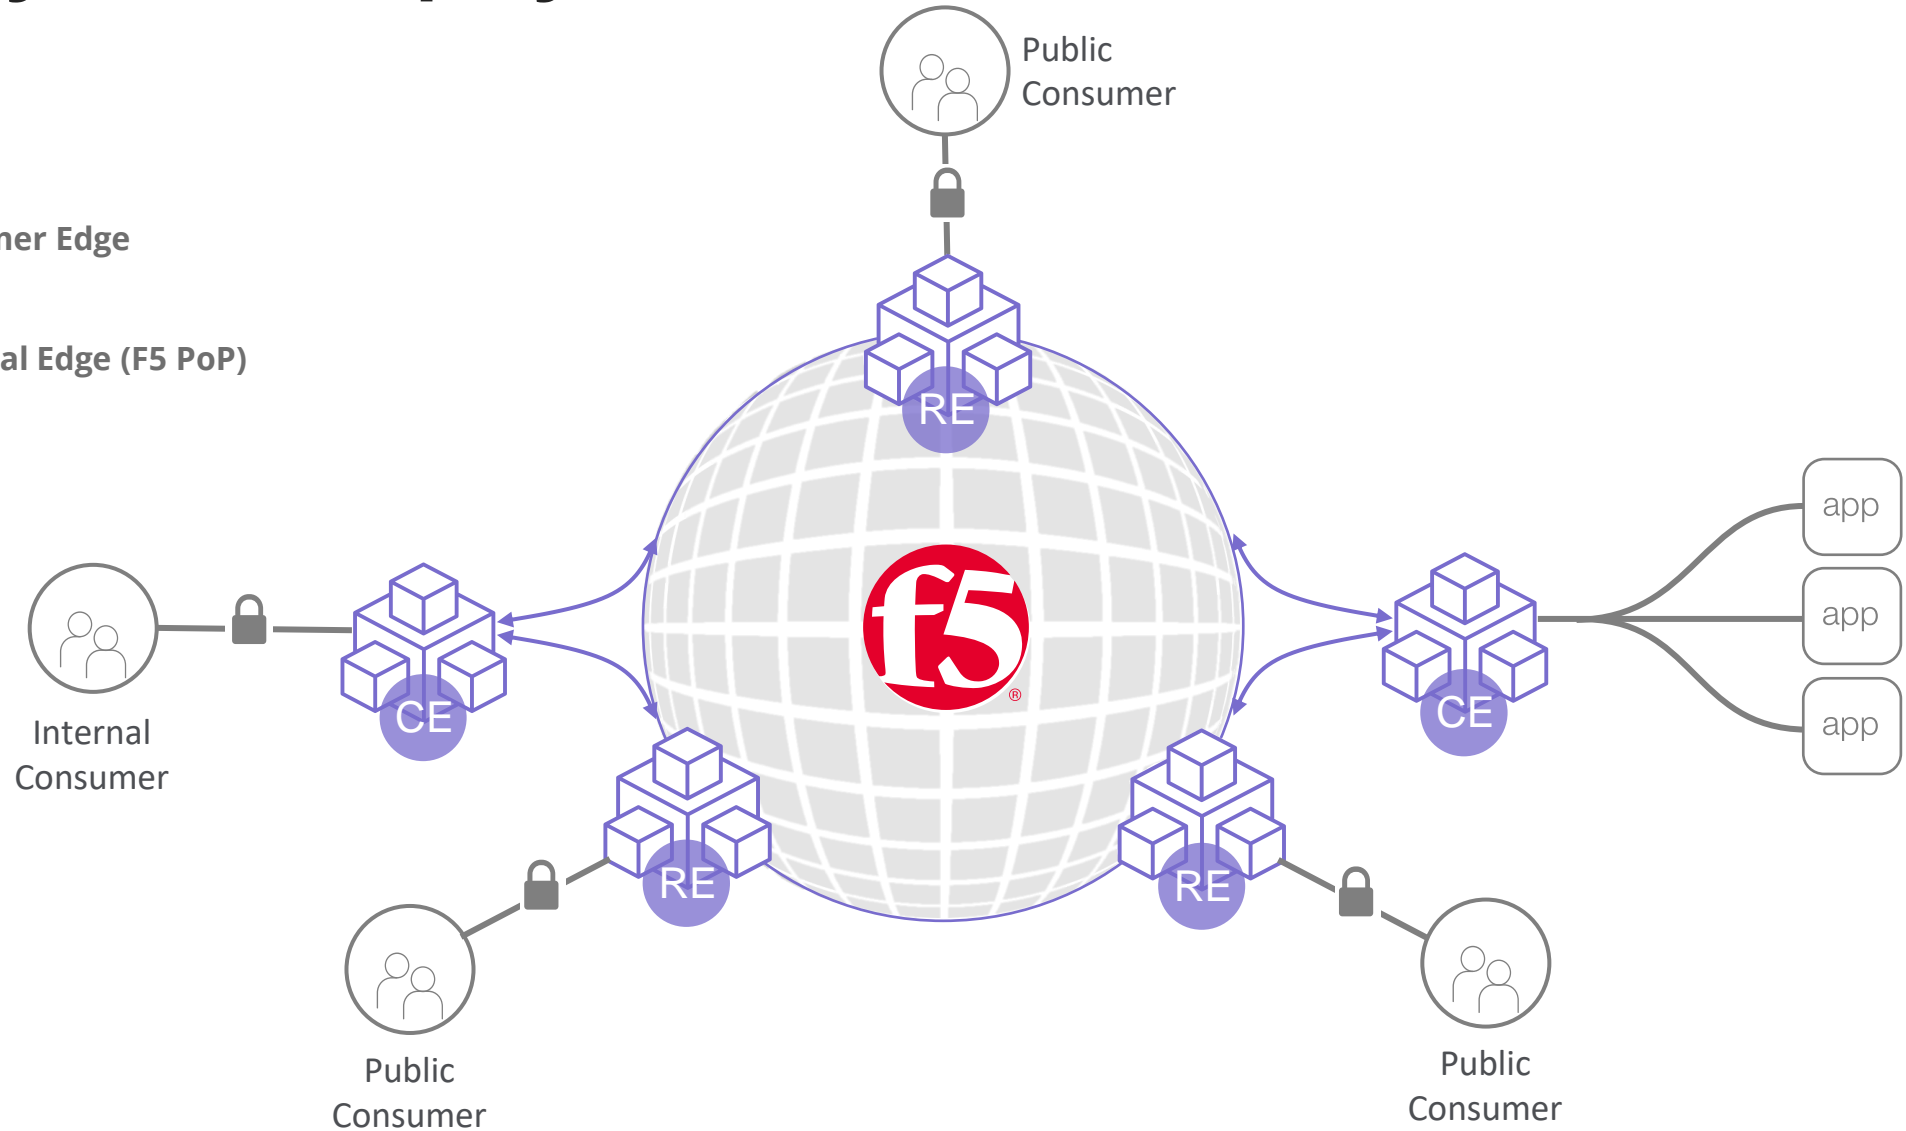 Public
Consumer
ner Edge
al Edge (F5 PoP)
RE
app
f5
®
app
Internal
Consumer
CE
CE
app
RE
RE
Public
Consumer
Public
Consumer